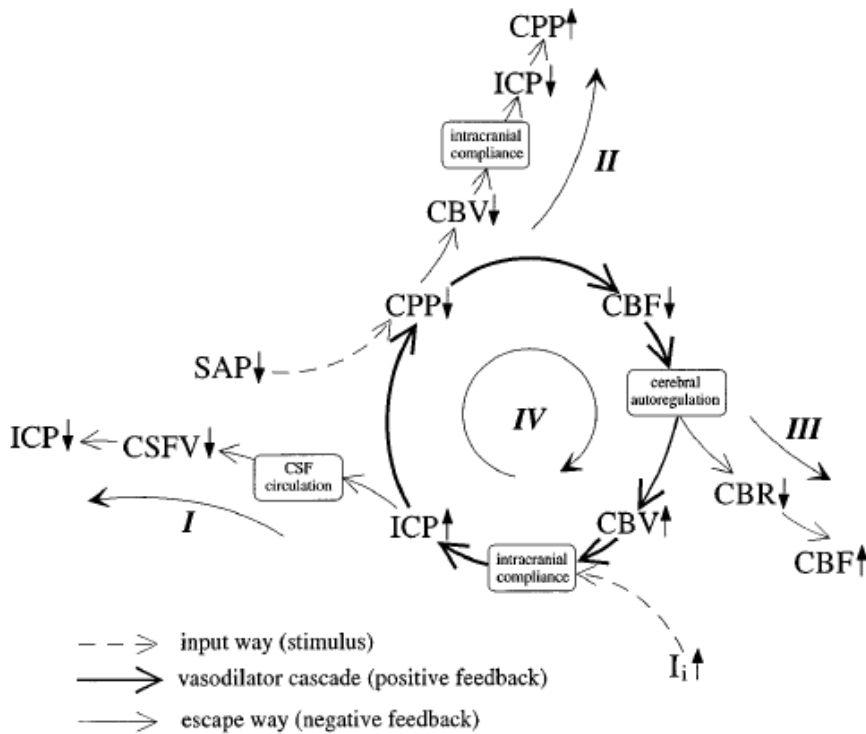 CPP↑
ICP↓
intracranial
compliance
II
CBV↓
CPP↓
CBF↓
SAP↓
cerebral
autoregulation
IV
III
ICP↓
CSFV↓
CSF
circulation
CBR↓
I
ICP↑
CBV↑
CBF↑
intracranial
compliance
input way (stimulus)
Ii↑
vasodilator cascade (positive feedback)
escape way (negative feedback)